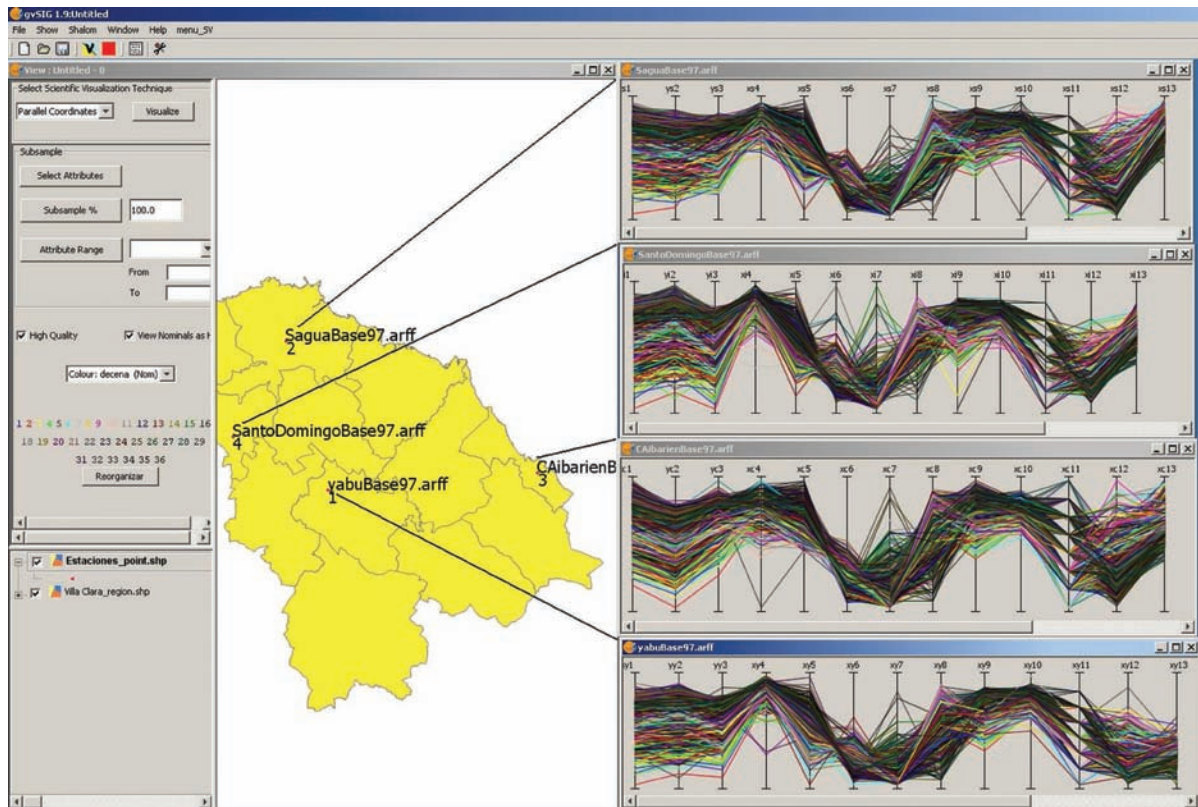 gvSIG 1.9:Untitled
File Show Shalom Window Help menu_SV
View : Untitled - 0
Select Scientific Visualization Technique
Parallel Coordinates Visualize
Subsample
Select Attributes
Subsample % 100.0
Attribute Range
From
To
High Quality View Nominals as
Colour: decena (Nom)
1 2 3 4 5 6 7 8 9 10 11 12 13 14 15 16
18 19 20 21 22 23 24 25 26 27 28 29
31 32 33 34 35 36
Reorganizar
Estaciones_point.shp
Villa Clara_region.shp
SaguaBase97.arff
2
SantoDomingoBase97.arff
4
CAibarienB
3
yabuBase97.arff
1
SaguaBase97.arff
xs1 ys2 ys3 xs4 xs5 xs6 xs7 xs8 xs9 xs10 xs11 xs12 xs13
SantoDomingoBase97.arff
i1 yi2 yi3 xi4 xi5 xi6 xi7 xi8 xi9 xi10 xi11 xi12 xi13
CAibarienBase97.arff
xc1 yc2 yc3 xc4 xc5 xc6 xc7 xc8 xc9 xc10 xc11 xc12 xc13
yabuBase97.arff
xy1 yy2 yy3 xy4 xy5 xy6 xy7 xy8 xy9 xy10 xy11 xy12 xy13